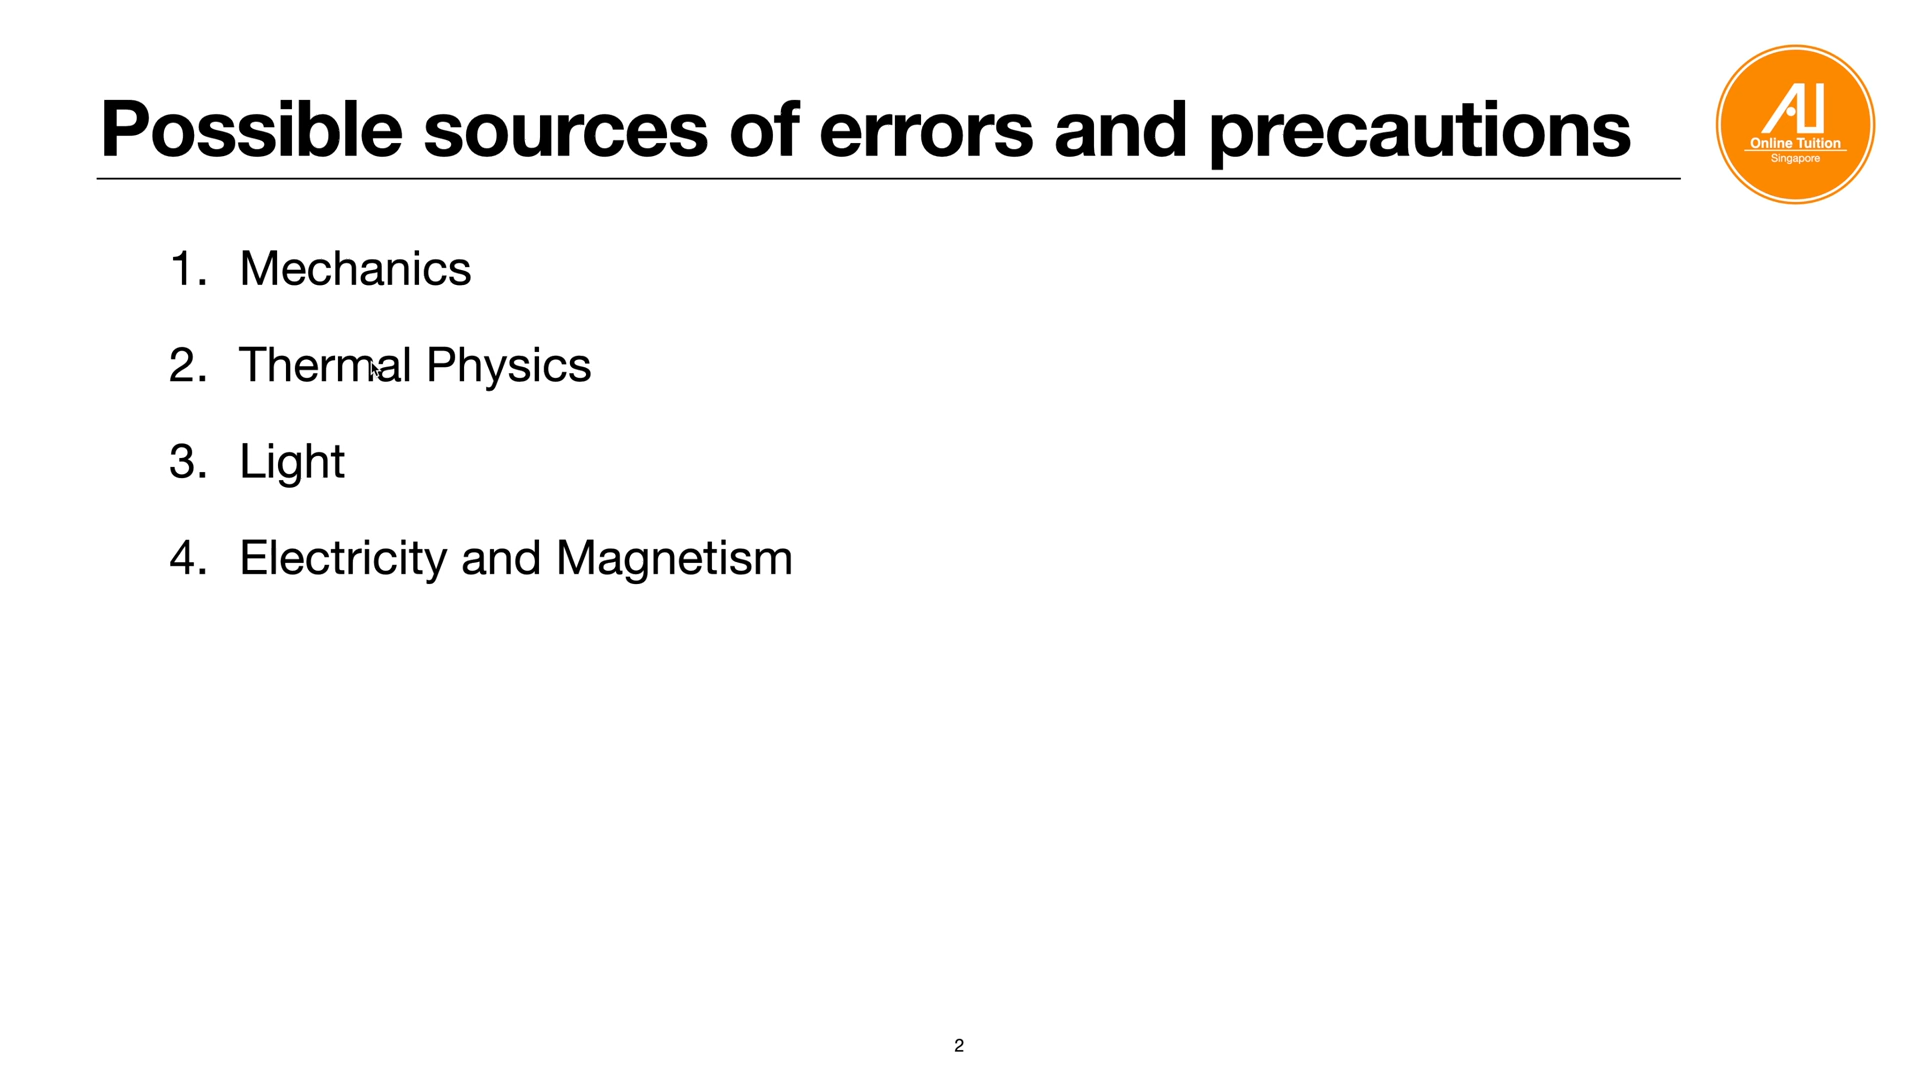 Possible sources of errors and precautions
AU
Online Tuition
Singapore
1. Mechanics
2. Thermal Physics
3. Light
4. Electricity and Magnetism
2